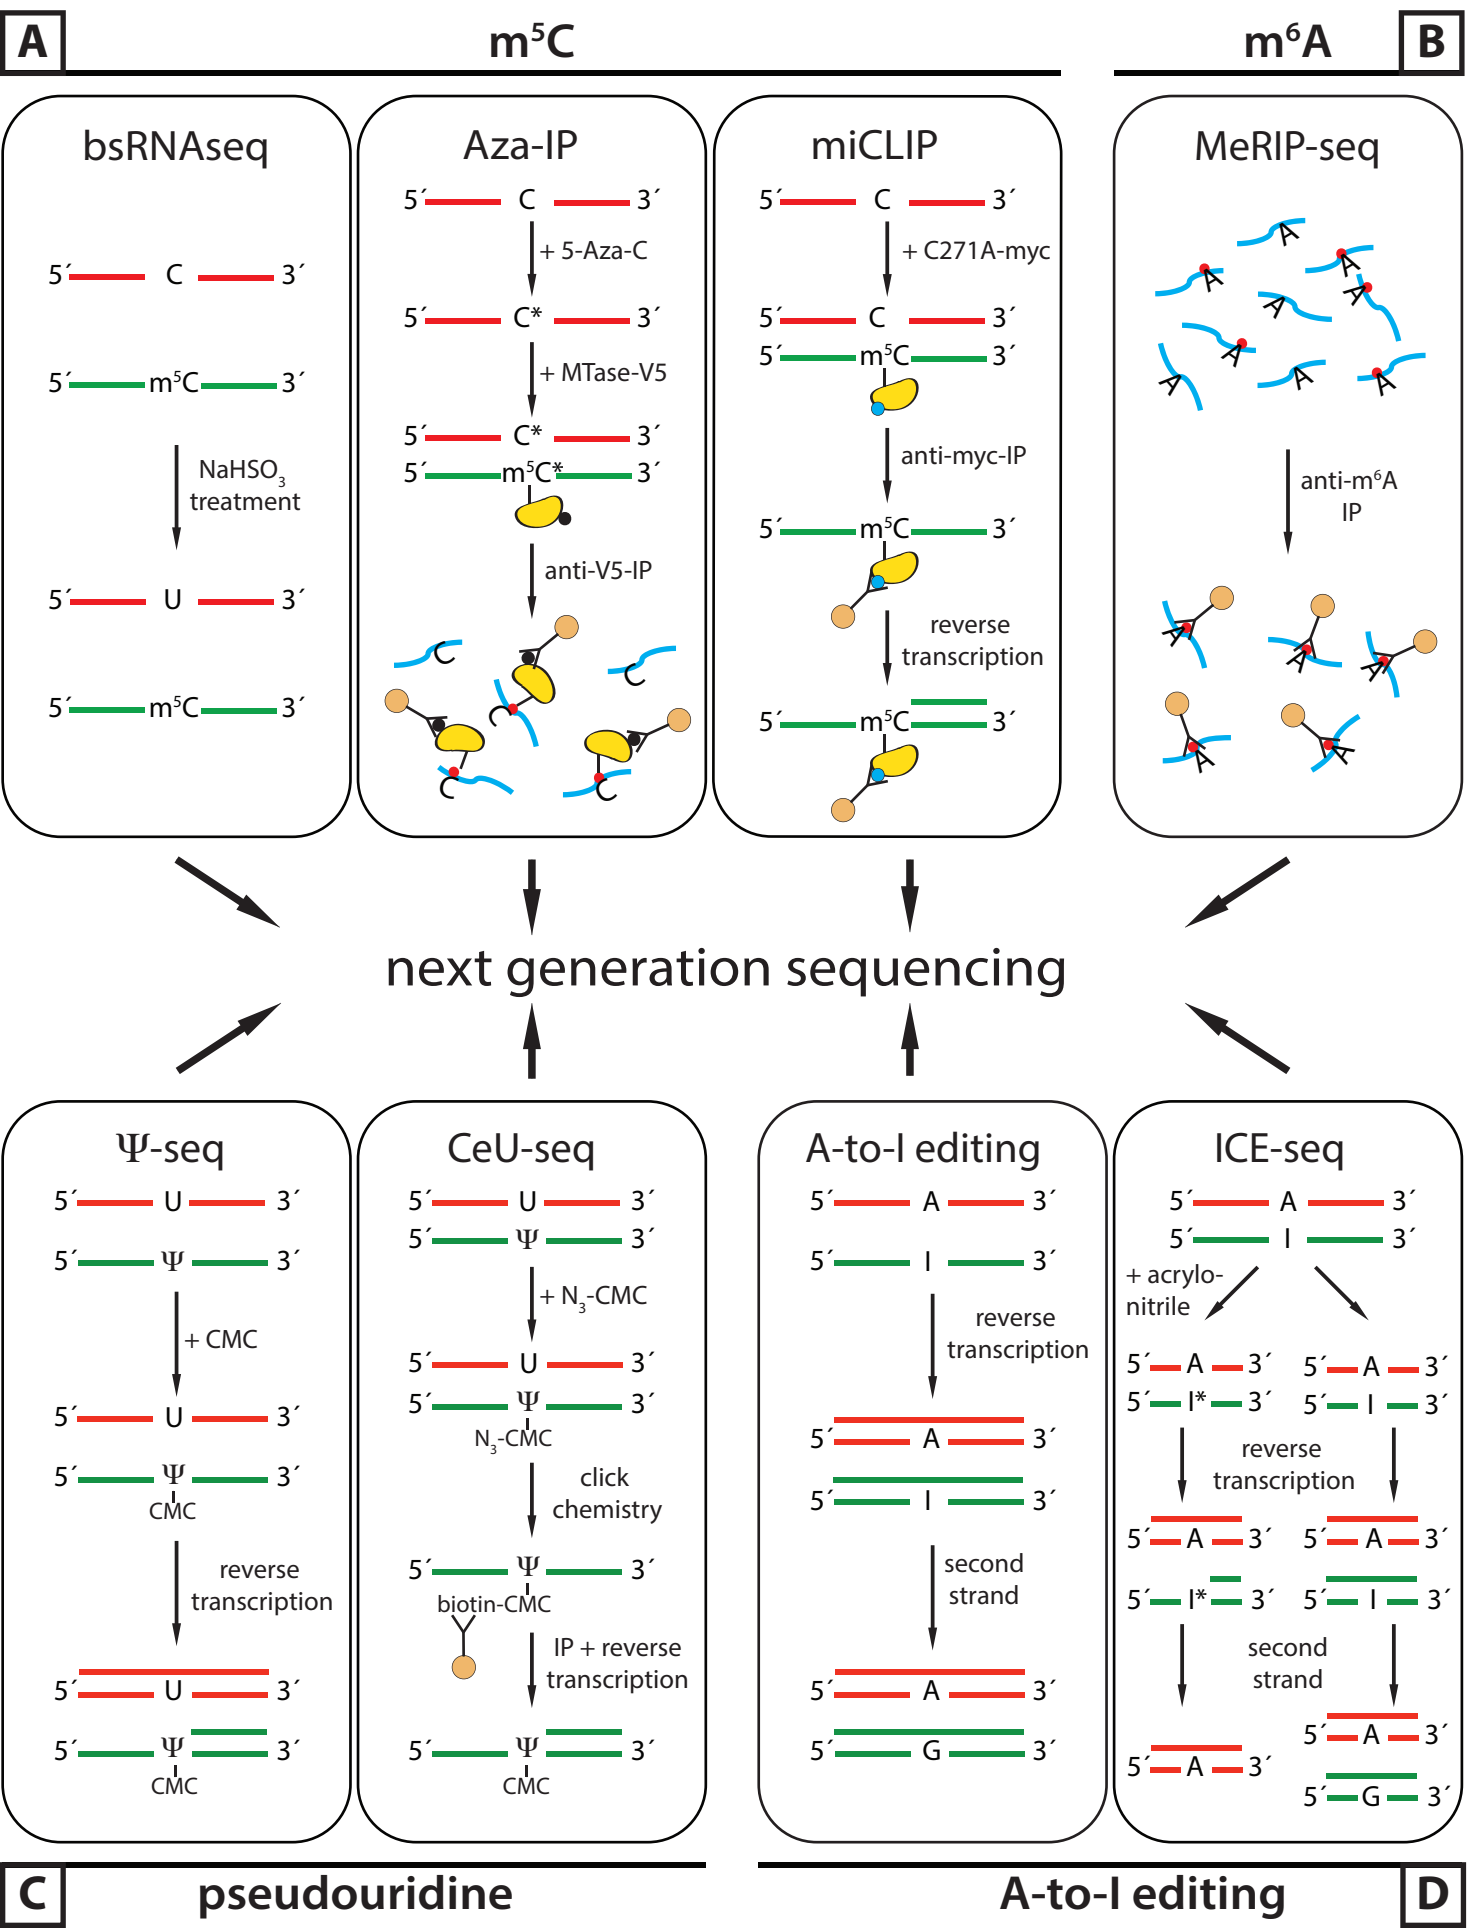 A
m⁵C
m⁶A
B
bsRNAseq
5´ C 3´
5´ m⁵C 3´
NaHSO₃
treatment
5´ U 3´
5´ m⁵C 3´
Aza-IP
5´ C 3´
+ 5-Aza-C
5´ C* 3´
+ MTase-V5
5´ C* 3´
5´ m⁵C* 3´
anti-V5-IP
C
C
C
C
C
miCLIP
5´ C 3´
+ C271A-myc
5´ C 3´
5´ m⁵C 3´
anti-myc-IP
5´ m⁵C 3´
reverse
transcription
5´ m⁵C 3´
MeRIP-seq
A
A
A
A
A
A
A
A
A
anti-m⁶A
IP
A
A
A
A
A
next generation sequencing
Ψ-seq
5´ U 3´
5´ Ψ 3´
+ CMC
5´ U 3´
5´ Ψ 3´
CMC
reverse
transcription
5´ U 3´
5´ Ψ 3´
CMC
CeU-seq
5´ U 3´
5´ Ψ 3´
+ N₃-CMC
5´ U 3´
5´ Ψ 3´
N₃-CMC
click
chemistry
5´ Ψ 3´
biotin-CMC
IP + reverse
transcription
5´ Ψ 3´
CMC
A-to-I editing
5´ A 3´
5´ I 3´
reverse
transcription
5´ A 3´
5´ I 3´
second
strand
5´ A 3´
5´ G 3´
ICE-seq
5´ A 3´
5´ I 3´
+ acrylo-
nitrile
5´ A 3´ 5´ A 3´
5´ I* 3´ 5´ I 3´
reverse
transcription
5´ A 3´ 5´ A 3´
5´ I* 3´ 5´ I 3´
second
strand
5´ A 3´
5´ A 3´
5´ G 3´
C
pseudouridine
A-to-I editing
D